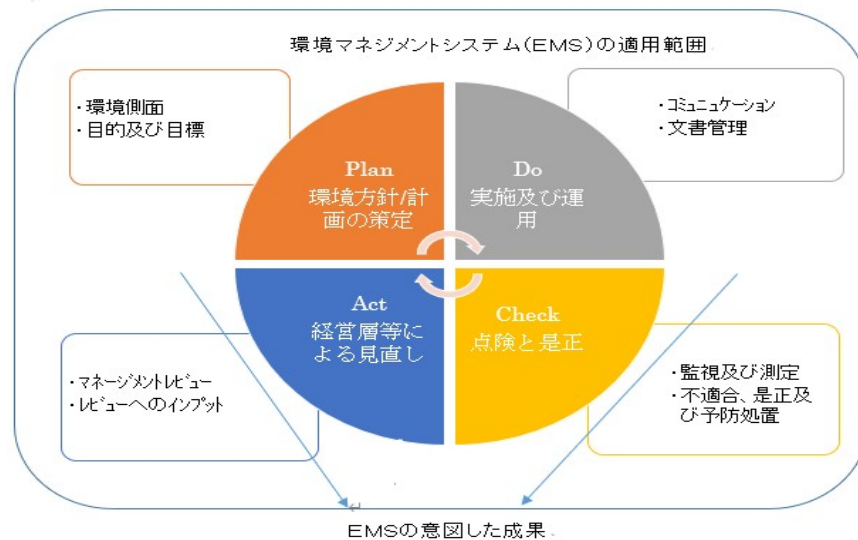 環境マネジメントシステム(EMS)の適用範囲
・環境側面
・目的及び目標
・コミュニュケーション
・文書管理
Plan
環境方針/計
画の策定
Do
実施及び運
用
Act
経営層等に
よる見直し
Check
点険と是正
・マネージメントレビュー
・レビューへのインプット
・監視及び測定
・不適合、是正及
び予防処置
EMSの意図した成果